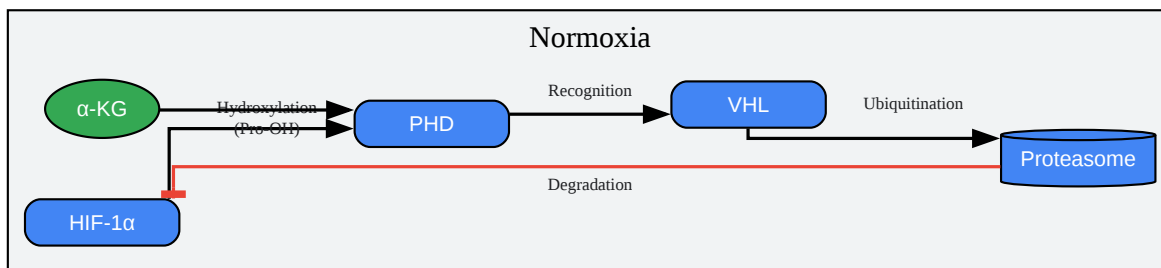 Normoxia
α-KG
Hydroxylation
(Pro-OH)
PHD
Recognition
VHL
Ubiquitination
Proteasome
Degradation
HIF-1α